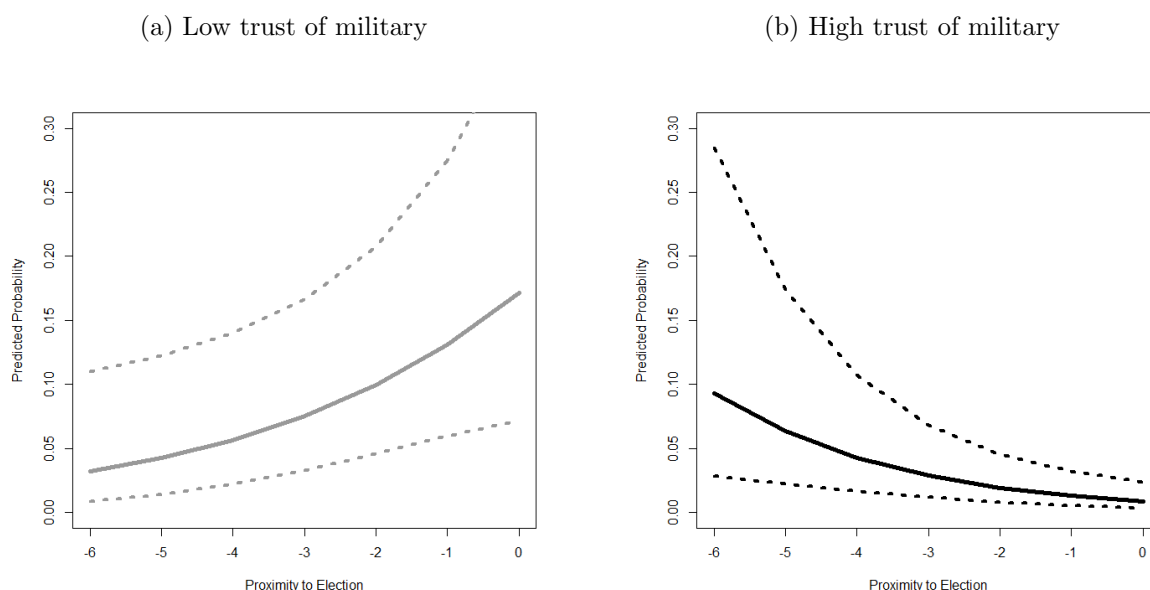 (a) Low trust of military
0.30
0.25
0.20
0.15
0.10
0.05
0.00
Predicted Probability
-6 -5 -4 -3 -2 -1 0
Proximity to Election
(b) High trust of military
0.30
0.25
0.20
0.15
0.10
0.05
0.00
Predicted Probability
-6 -5 -4 -3 -2 -1 0
Proximity to Election